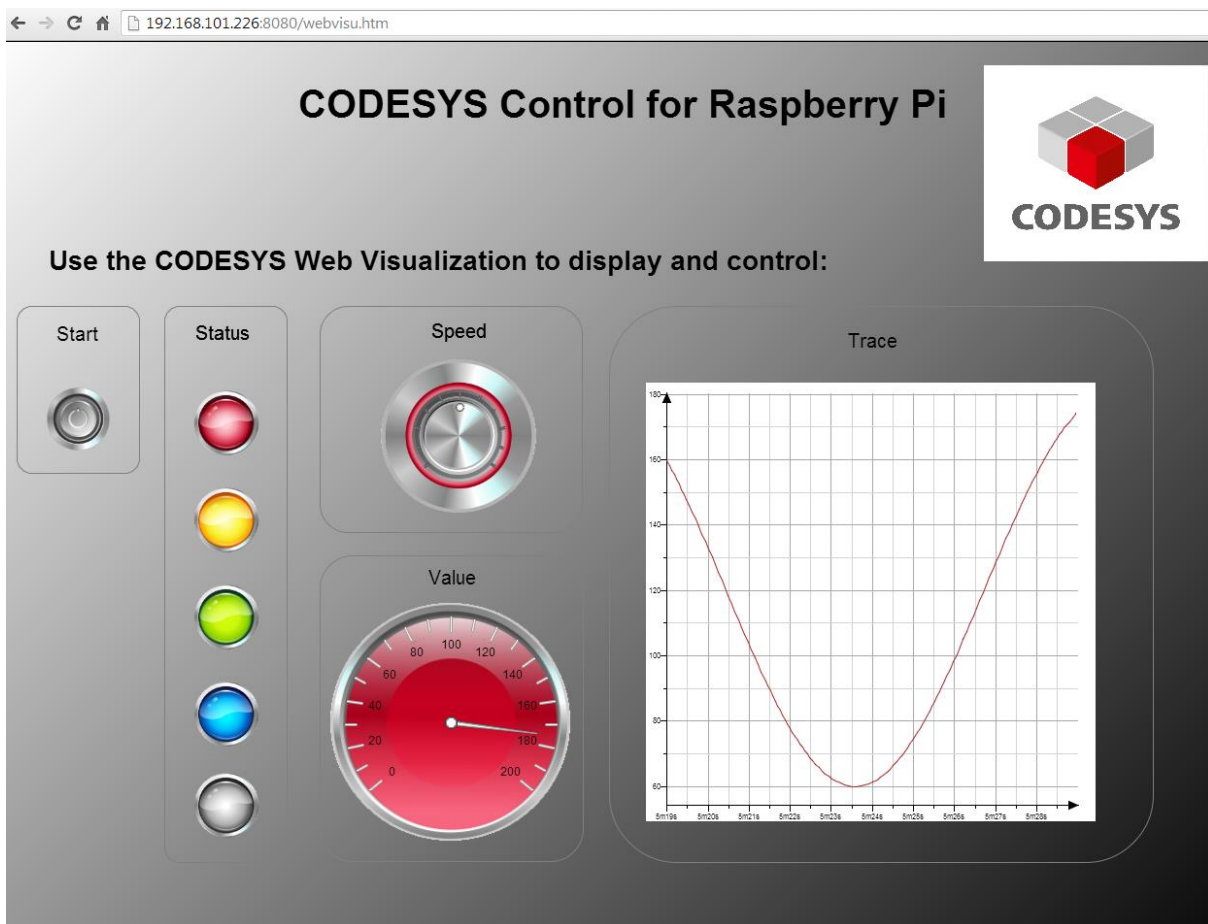 192.168.101.226:8080/webvisu.htm
CODESYS Control for Raspberry Pi
CODESYS
Use the CODESYS Web Visualization to display and control:
Start
Status
Speed
Trace
Value
0
20
40
60
80
100
120
140
160
180
200
180
160
140
120
100
80
60
5m19s 5m20s 5m21s 5m22s 5m23s 5m24s 5m25s 5m26s 5m27s 5m28s